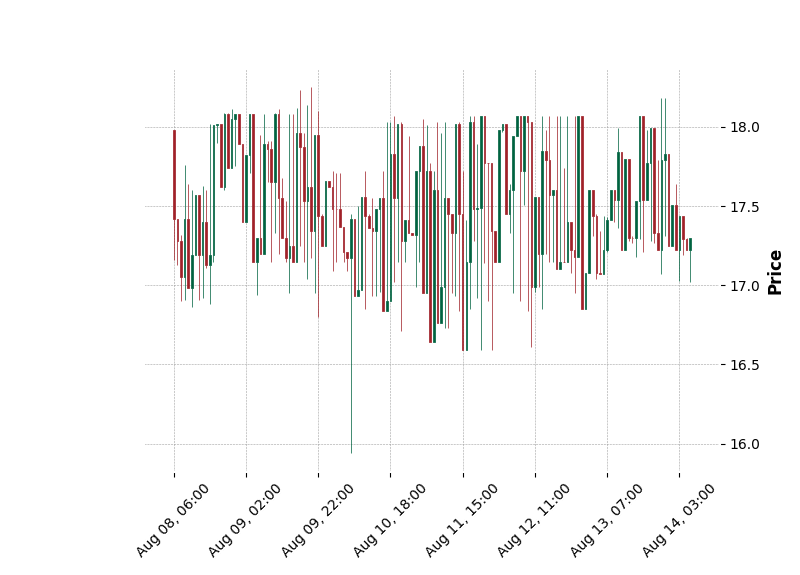 18.0
17.5
17.0
16.5
16.0
Price
Aug 08, 06:00
Aug 09, 02:00
Aug 09, 22:00
Aug 10, 18:00
Aug 11, 15:00
Aug 12, 11:00
Aug 13, 07:00
Aug 14, 03:00